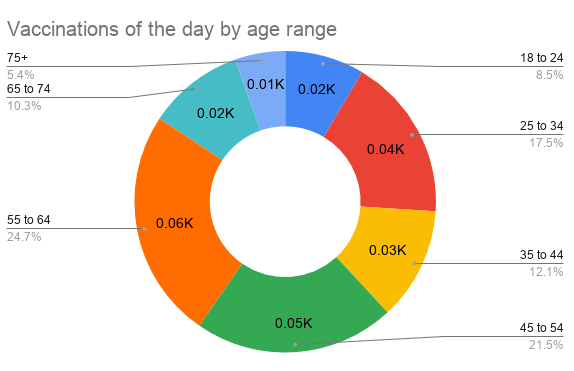 Vaccinations of the day by age range
75+
5.4%
65 to 74
10.3%
55 to 64
24.7%
18 to 24
8.5%
25 to 34
17.5%
35 to 44
12.1%
45 to 54
21.5%
0.01K
0.02K
0.02K
0.04K
0.06K
0.03K
0.05K